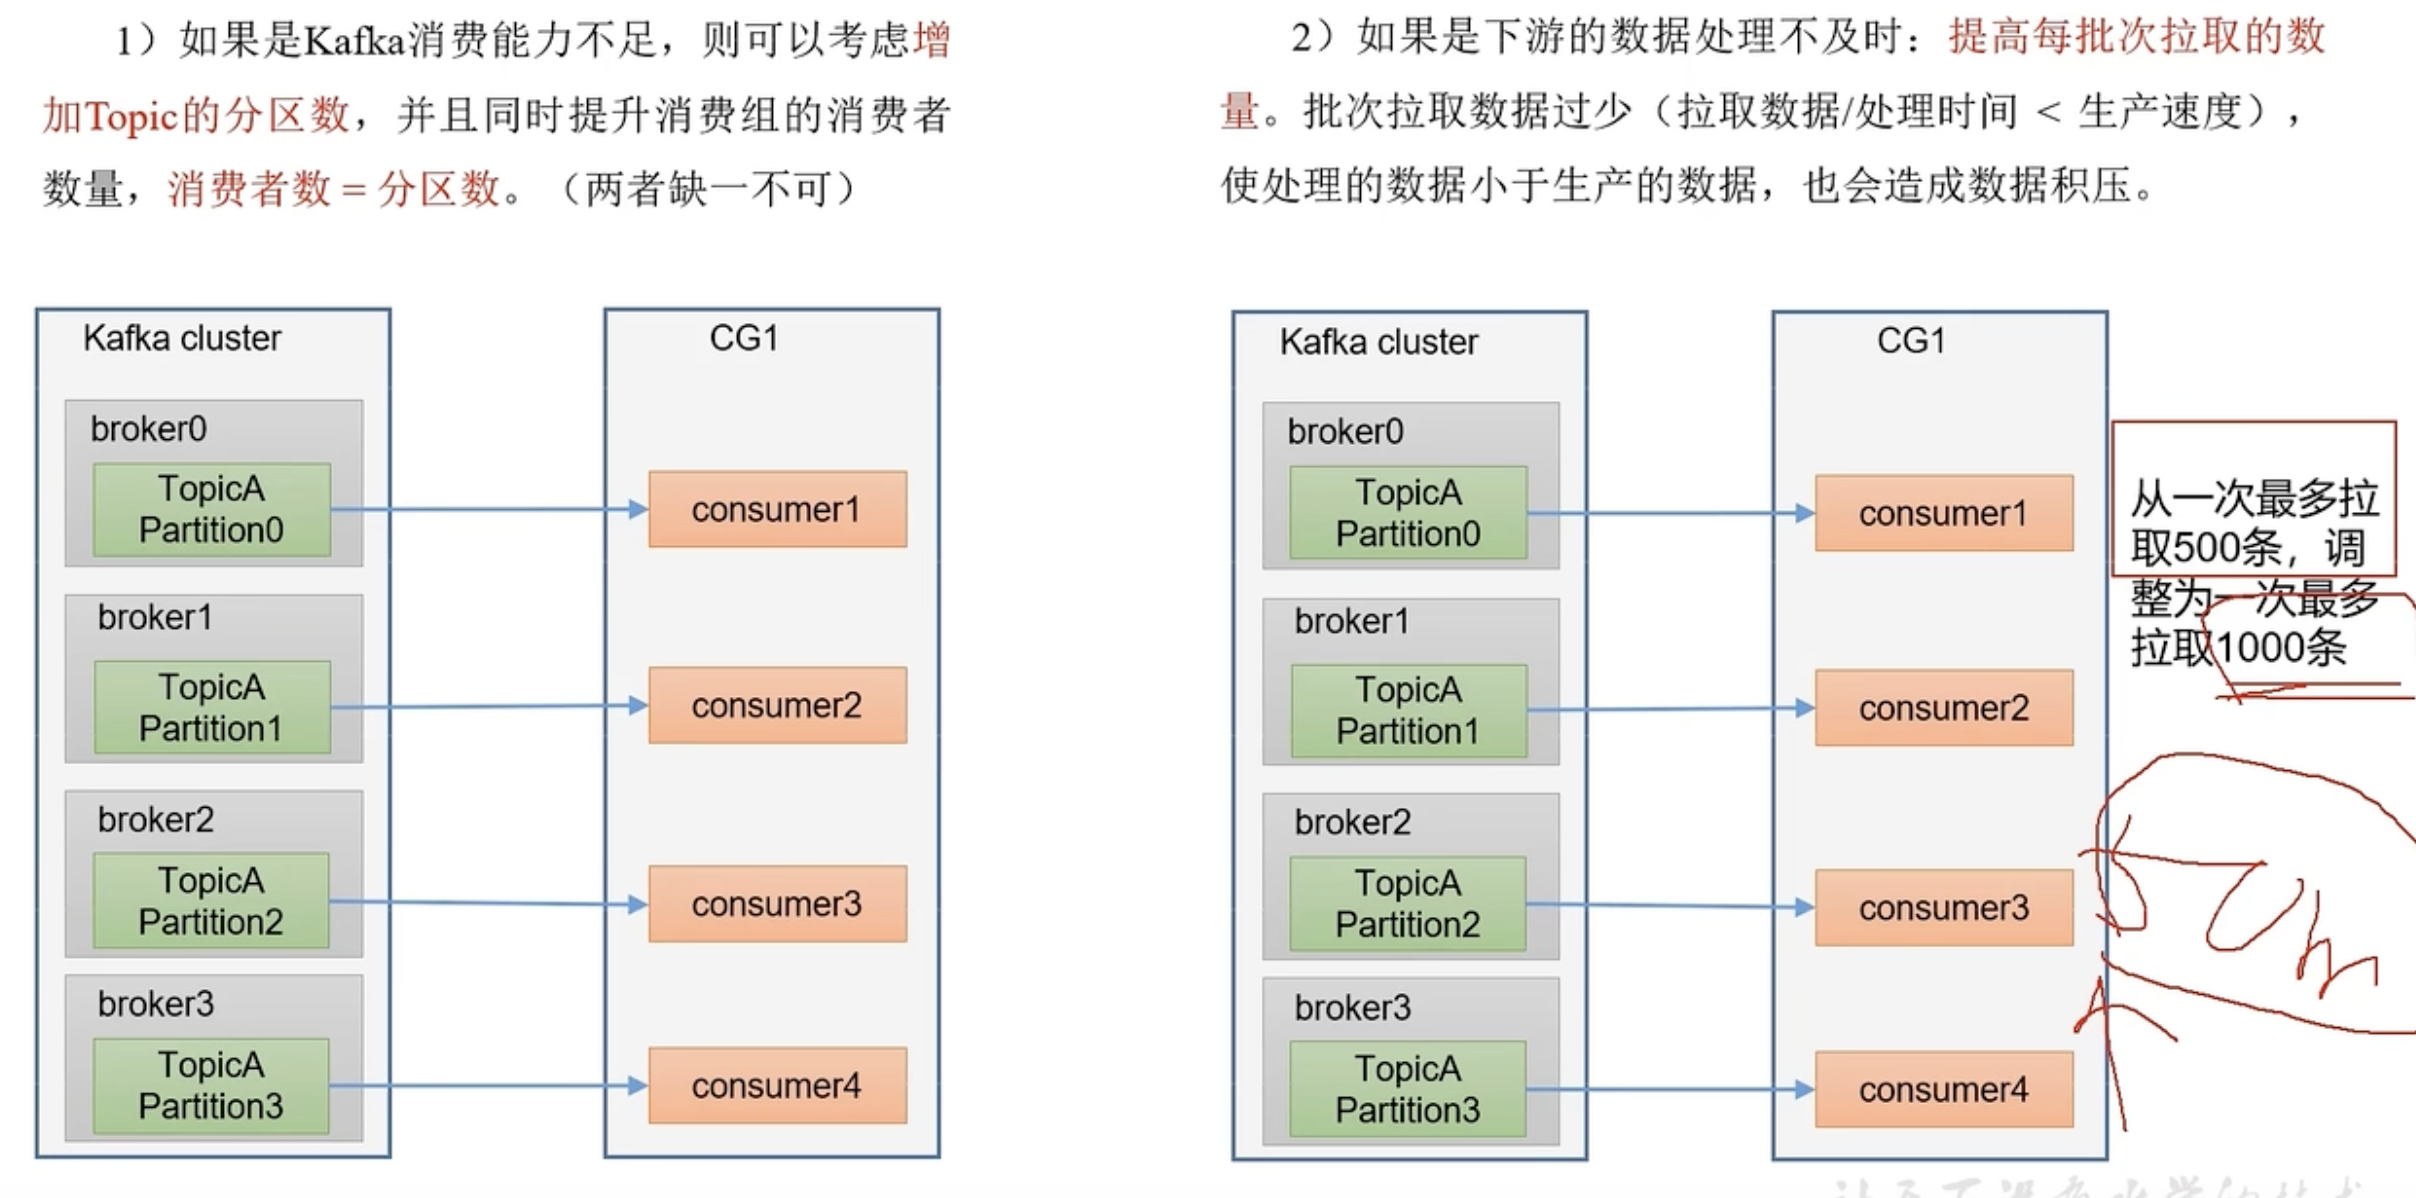 1）如果是Kafka消费能力不足，则可以考虑增
加Topic的分区数，并且同时提升消费组的消费者
数量，消费者数 = 分区数。（两者缺一不可）
Kafka cluster
CG1
broker0
TopicA
Partition0
consumer1
broker1
TopicA
Partition1
consumer2
broker2
TopicA
Partition2
consumer3
broker3
TopicA
Partition3
consumer4
2）如果是下游的数据处理不及时：提高每批次拉取的数
量。批次拉取数据过少（拉取数据/处理时间 < 生产速度），
使处理的数据小于生产的数据，也会造成数据积压。
Kafka cluster
CG1
broker0
TopicA
Partition0
consumer1
broker1
TopicA
Partition1
consumer2
broker2
TopicA
Partition2
consumer3
broker3
TopicA
Partition3
consumer4
从一次最多拉
取500条，调
整为一次最多
拉取1000条